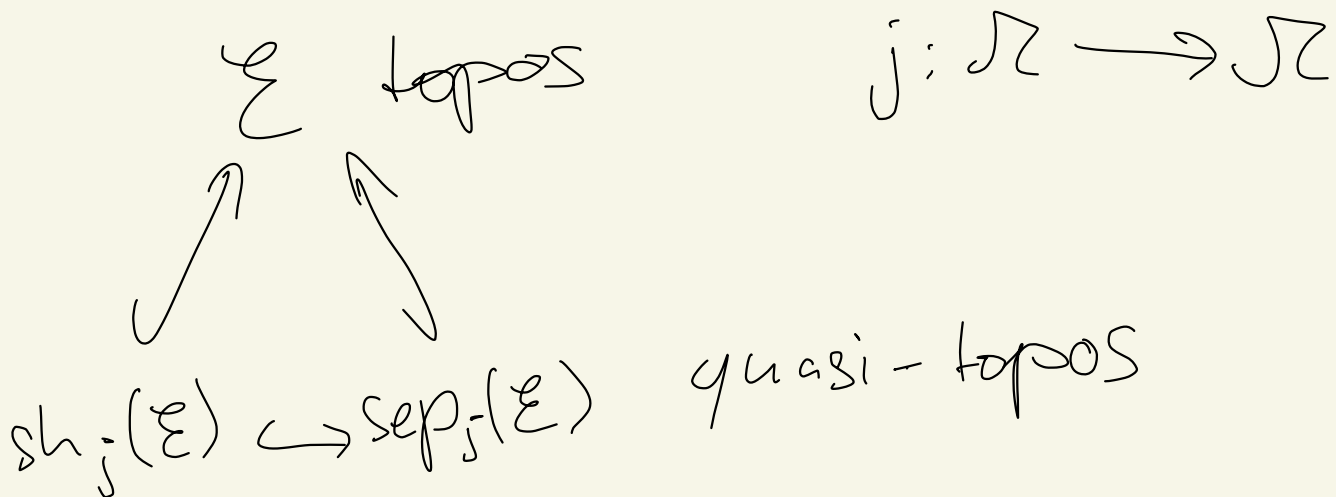 ℰ topos j : Ω → Ω
sh_j(ℰ) ↪ sep_j(ℰ) quasi-topos